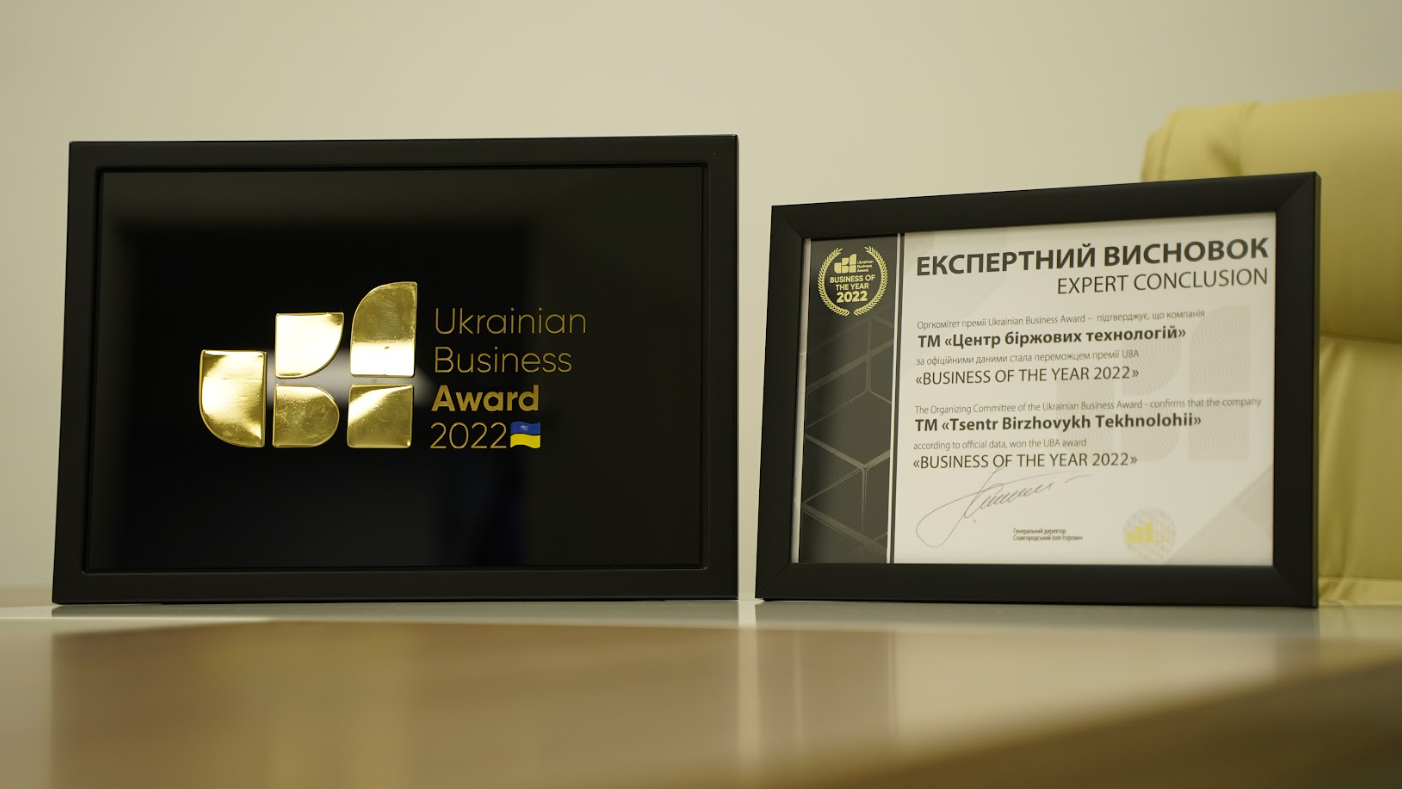 Ukrainian
Business
Award
2022
Ukrainian
Business
Award
BUSINESS OF
THE YEAR
2022
ЕКСПЕРТНИЙ ВИСНОВОК
EXPERT CONCLUSION
Оргкомітет премії Ukrainian Business Award – підтверджує, що компанія
ТМ «Центр біржових технологій»
за офіційними даними стала переможцем премії UBA
«BUSINESS OF THE YEAR 2022»
The Organizing Committee of the Ukrainian Business Award - confirms that the company
TM «Tsentr Birzhovykh Tekhnolohii»
according to official data, won the UBA award
«BUSINESS OF THE YEAR 2022»
Генеральний директор
Славгородський Ілля Ігорович